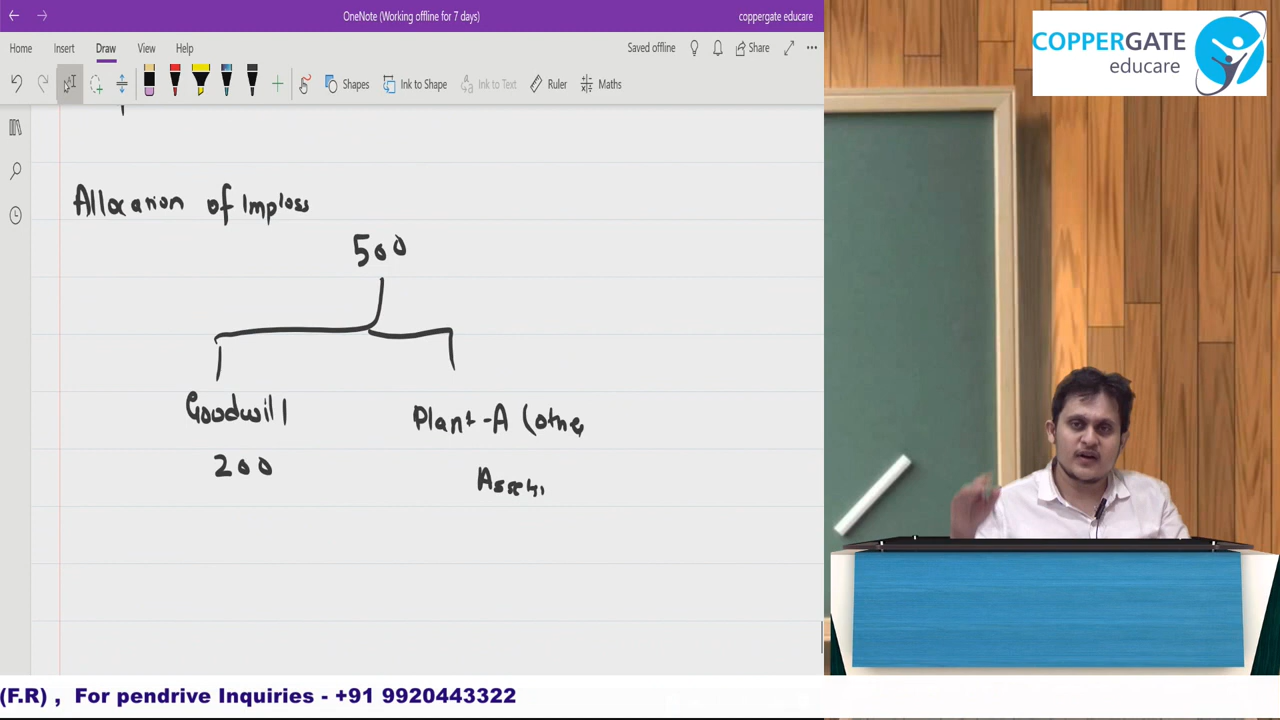 OneNote (Working offline for 7 days)
coppergate educare
Home Insert Draw View Help
Saved offline
Share
Shapes
Ink to Shape
Ink to Text
Ruler
Maths
COPPERGATE
educare
Allocation of Imploss
500
Goodwill
Plant-A (other
200
Assets
(F.R) , For pendrive Inquiries - +91 9920443322